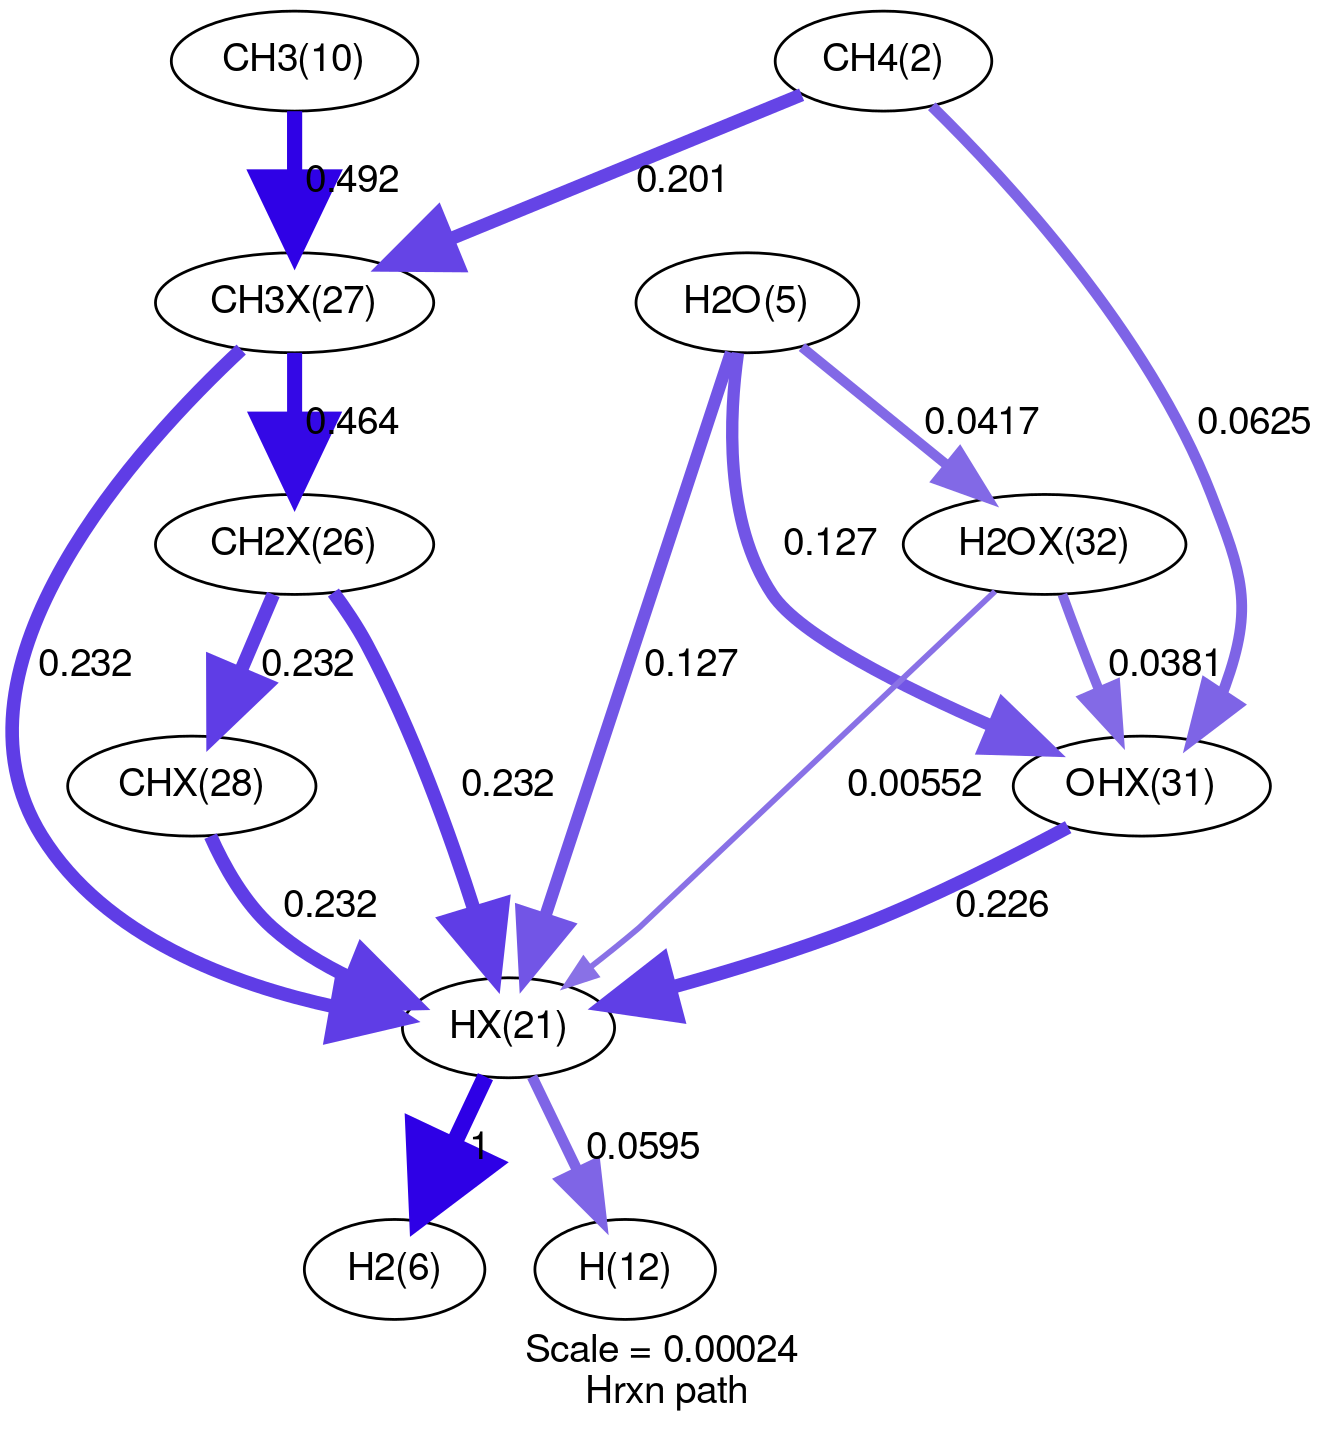 CH3(10)
CH4(2)
0.492
0.201
CH3X(27)
H2O(5)
0.464
0.0417
0.0625
CH2X(26)
0.127
H2OX(32)
0.232
0.232
0.127
0.0381
CHX(28)
0.232
0.00552
OHX(31)
0.232
0.226
HX(21)
1
0.0595
H2(6)
H(12)
Scale = 0.00024
Hrxn path